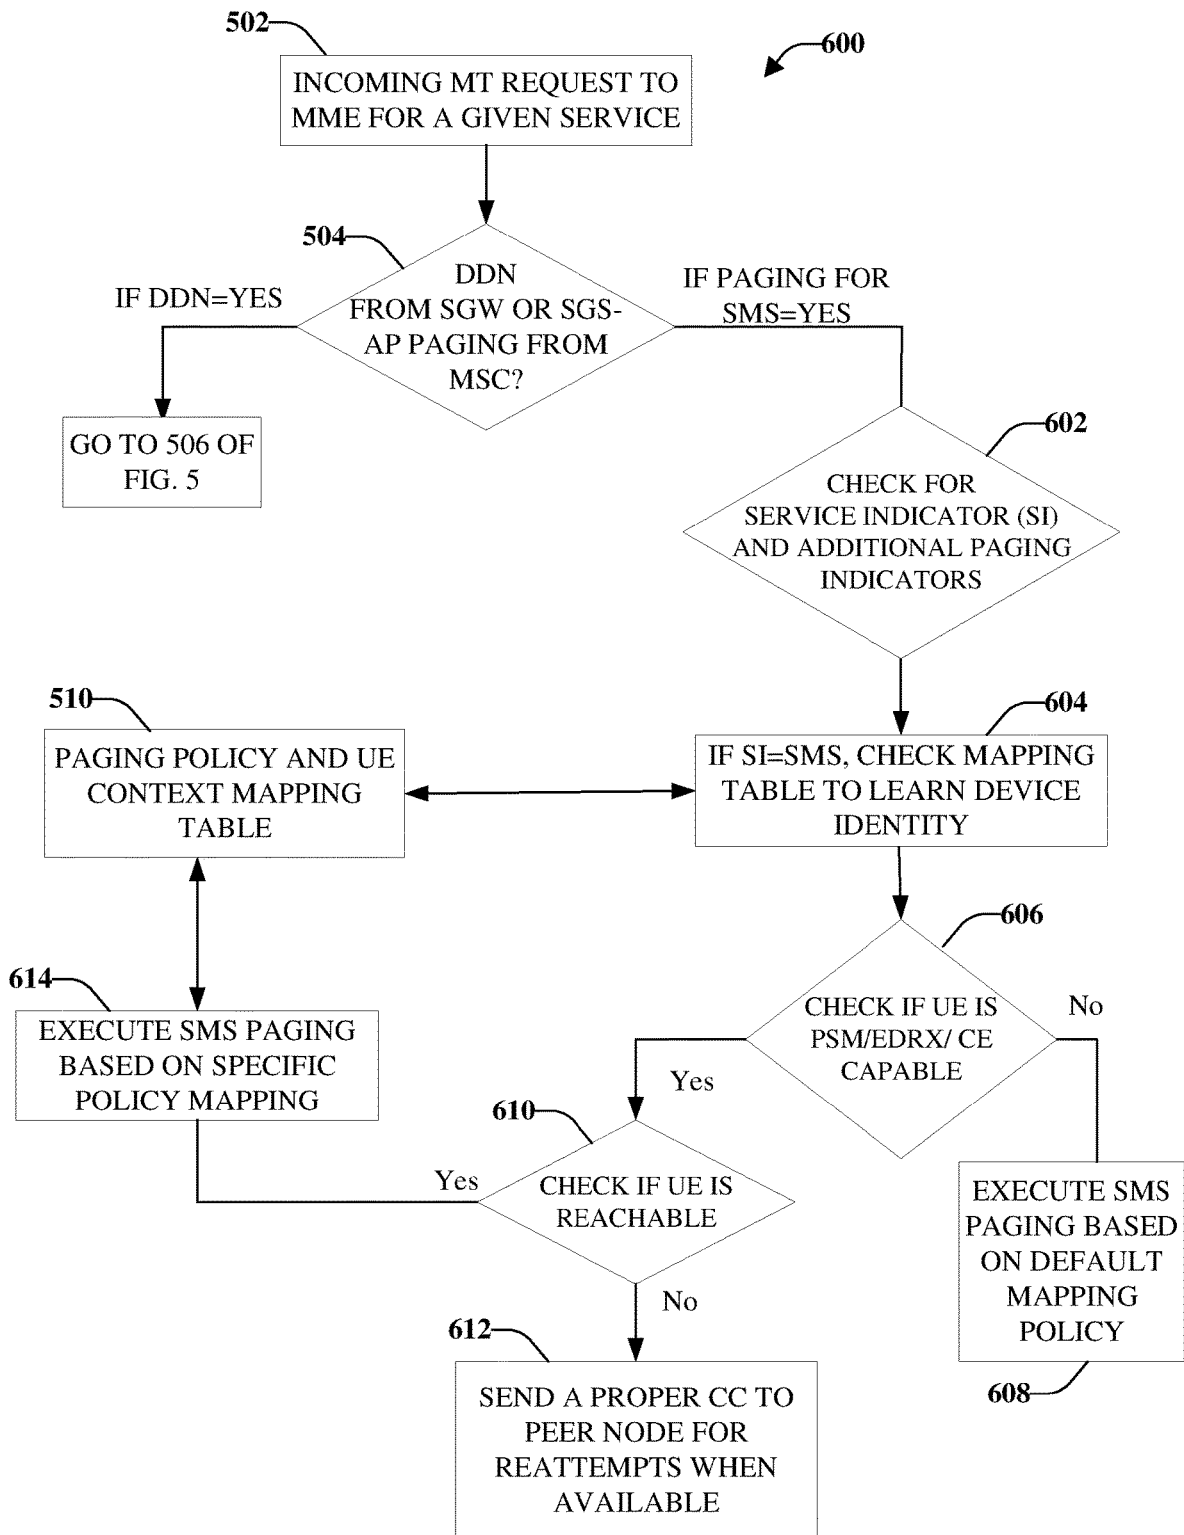 502
600
INCOMING MT REQUEST TO
MME FOR A GIVEN SERVICE
504
DDN
FROM SGW OR SGS-
AP PAGING FROM
MSC?
IF DDN=YES
IF PAGING FOR
SMS=YES
GO TO 506 OF
FIG. 5
602
CHECK FOR
SERVICE INDICATOR (SI)
AND ADDITIONAL PAGING
INDICATORS
510
PAGING POLICY AND UE
CONTEXT MAPPING
TABLE
604
IF SI=SMS, CHECK MAPPING
TABLE TO LEARN DEVICE
IDENTITY
606
CHECK IF UE IS
PSM/EDRX/ CE
CAPABLE
No
Yes
614
EXECUTE SMS PAGING
BASED ON SPECIFIC
POLICY MAPPING
610
Yes
CHECK IF UE IS
REACHABLE
No
EXECUTE SMS
PAGING BASED
ON DEFAULT
MAPPING
POLICY
608
612
SEND A PROPER CC TO
PEER NODE FOR
REATTEMPTS WHEN
AVAILABLE